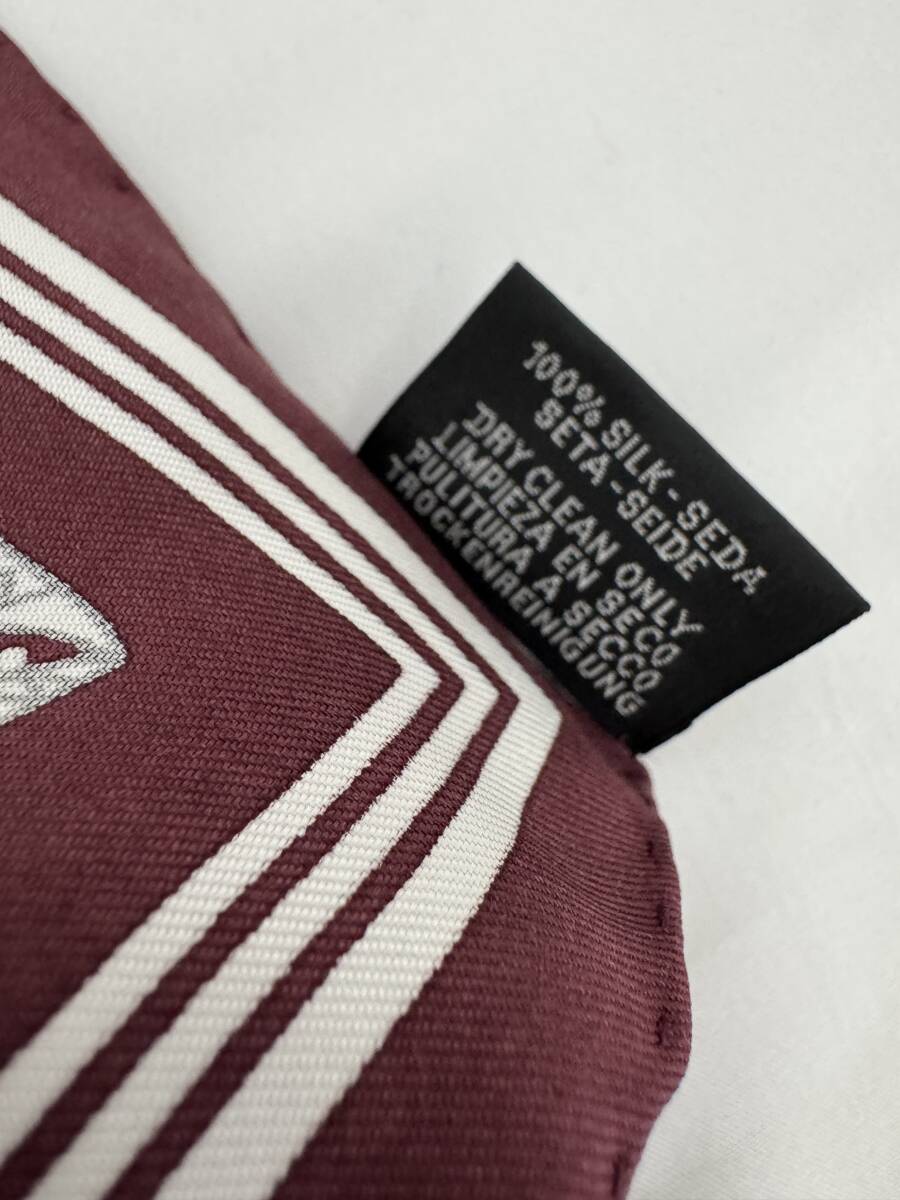 100% SILK - SEDA
SETA - SEIDE
DRY CLEAN ONLY
LIMPIEZA EN SECO
PULITURA A SECCO
TROCKENREINIGUNG